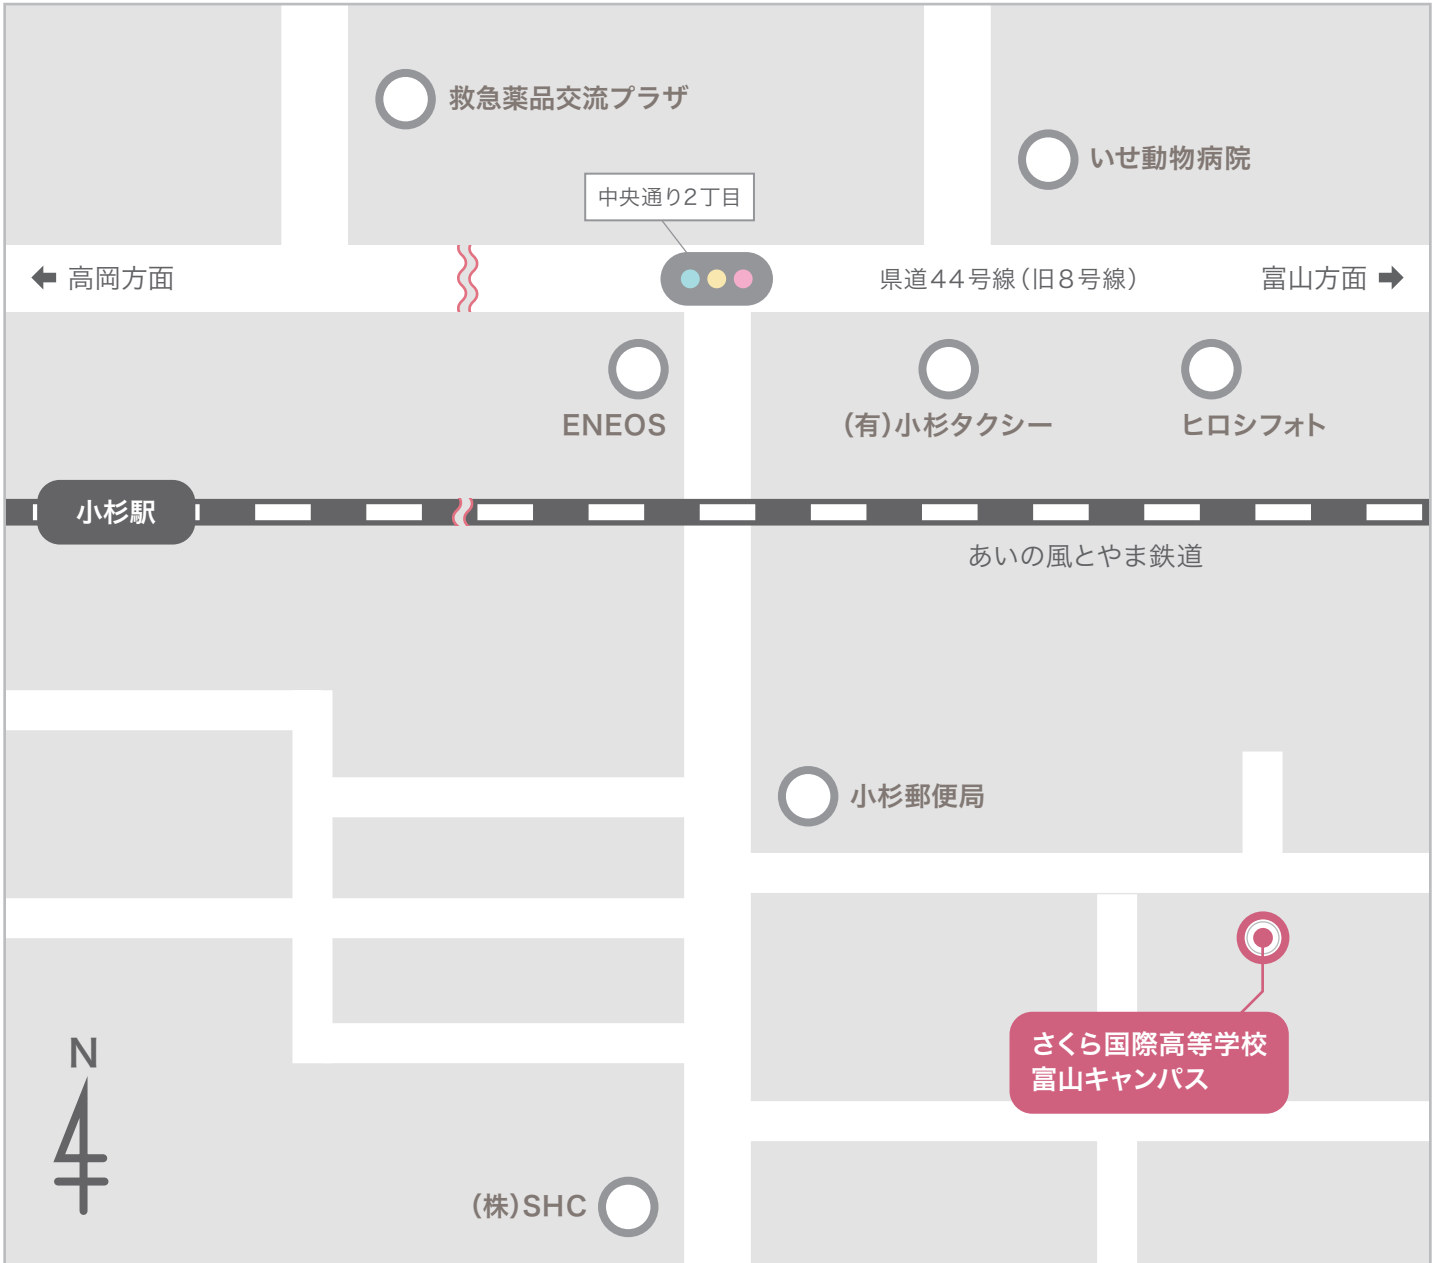 救急薬品交流プラザ
いせ動物病院
中央通り2丁目
高岡方面
県道44号線（旧8号線）
富山方面
ENEOS
(有)小杉タクシー
ヒロシフォト
小杉駅
あいの風とやま鉄道
小杉郵便局
さくら国際高等学校
富山キャンパス
N
(株)SHC